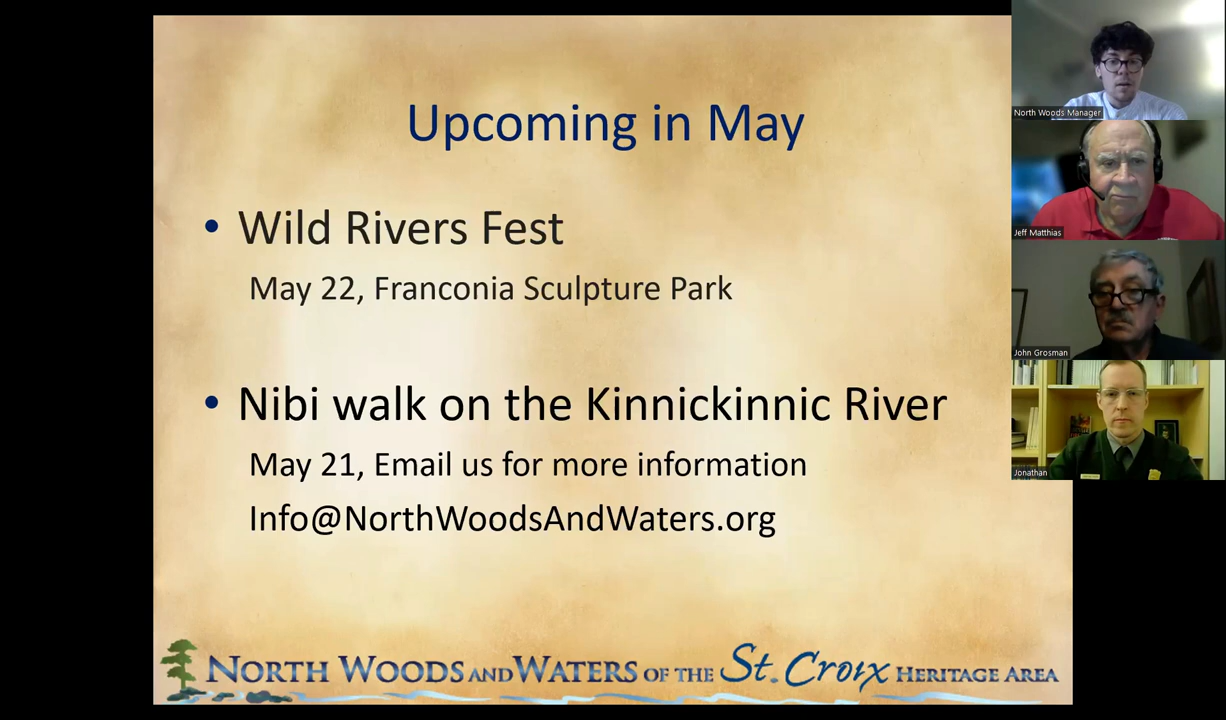 Upcoming in May
• Wild Rivers Fest
May 22, Franconia Sculpture Park
• Nibi walk on the Kinnickinnic River
May 21, Email us for more information
Info@NorthWoodsAndWaters.org
NORTH WOODS AND WATERS OF THE St. Croix HERITAGE AREA
North Woods Manager
Jeff Matthias
John Grosman
Jonathan